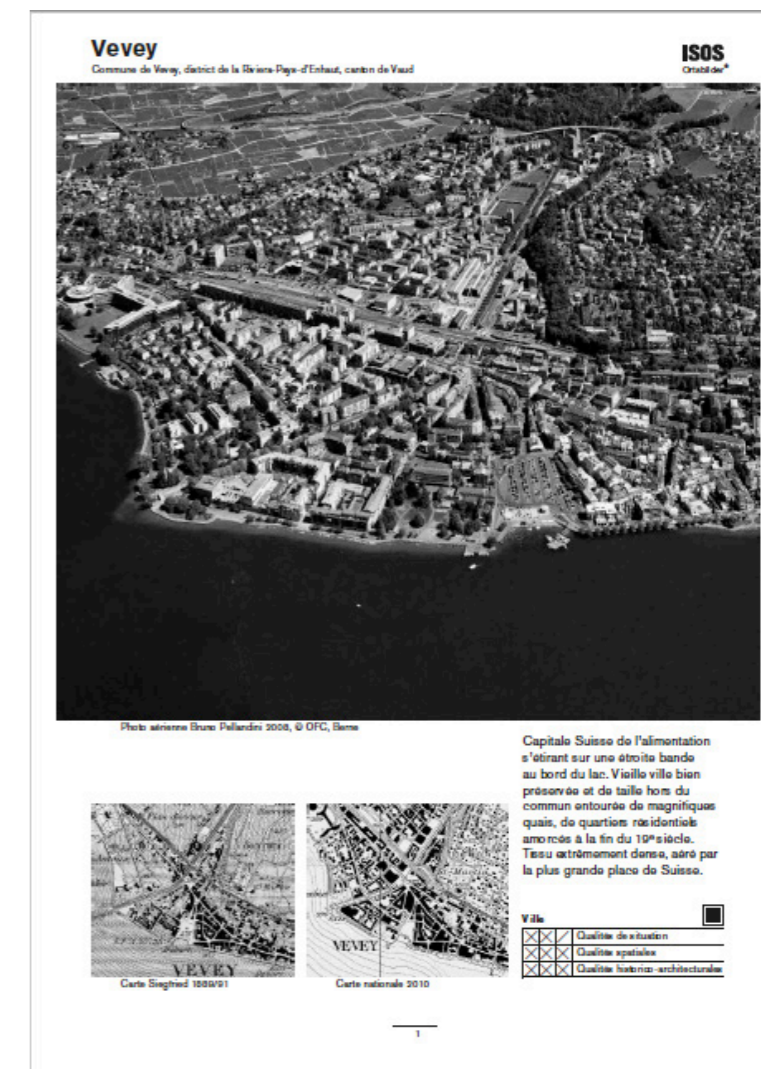 Vevey
Commune de Vevey, district de la Riviera-Pays-d'Enhaut, canton de Vaud
ISOS
Ortsbilder
Photo aérienne Bruno Pellandini 2008, © OFC, Berne
Capitale Suisse de l'alimentation
s'étirant sur une étroite bande
au bord du lac. Vieille ville bien
préservée et de taille hors du
commun entourée de magnifiques
quais, de quartiers résidentiels
amorcés à la fin du 19e siècle.
Tissu extrêmement dense, aéré par
la plus grande place de Suisse.
VEVEY
VEVEY
Carte Siegfried 1889/91
Carte nationale 2010
Ville
Qualités de situation
Qualités spatiales
Qualités historico-architecturales
1